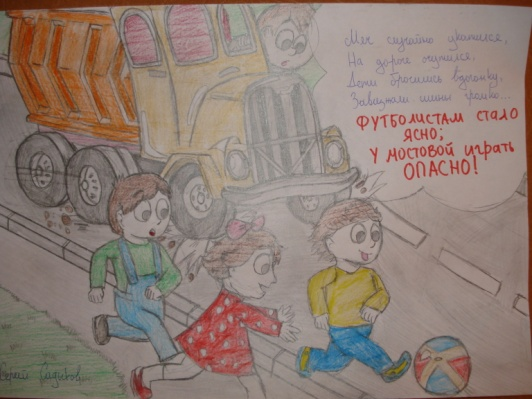 Мяч случайно укатился,
На дороге очутился.
Дети бросились вдогонку,
Завизжали шины громко...
ФУТБОЛИСТАМ СТАЛО
ЯСНО;
У МОСТОВОЙ ИГРАТЬ
ОПАСНО!